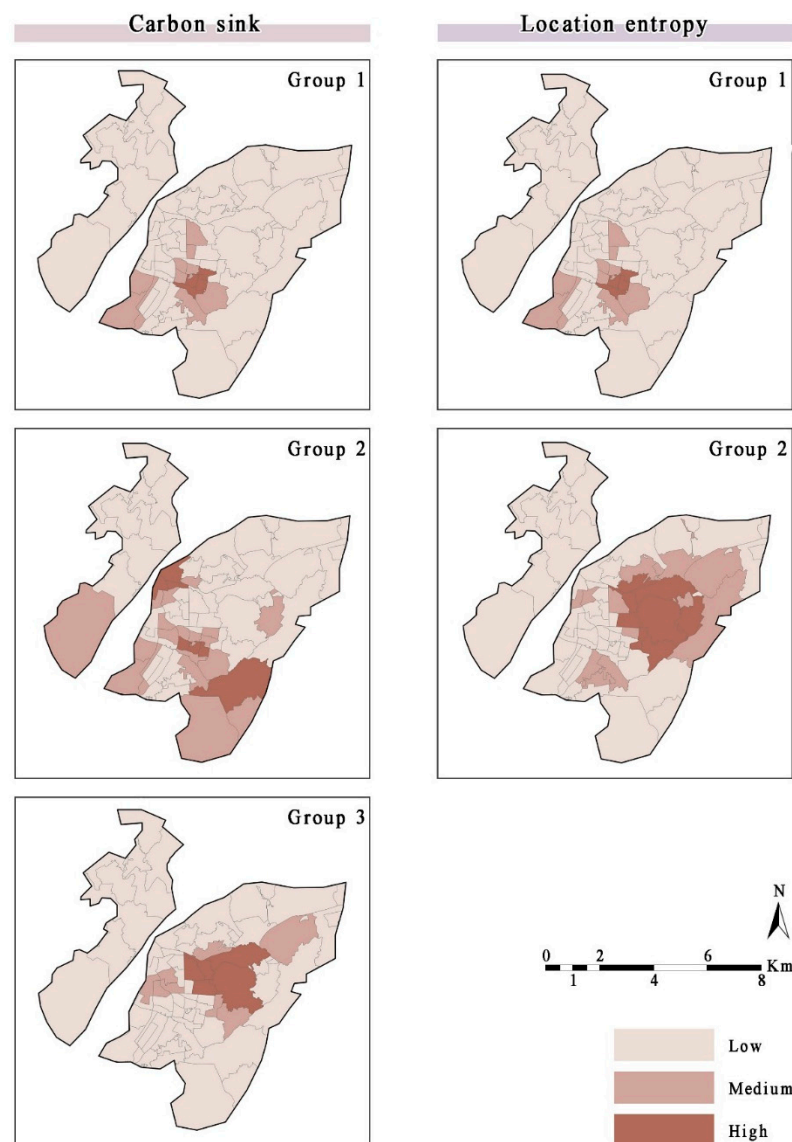 Carbon sink
Location entropy
Group 1
Group 1
Group 2
Group 2
Group 3
N
0 2 6 Km
1 4 8
Low
Medium
High